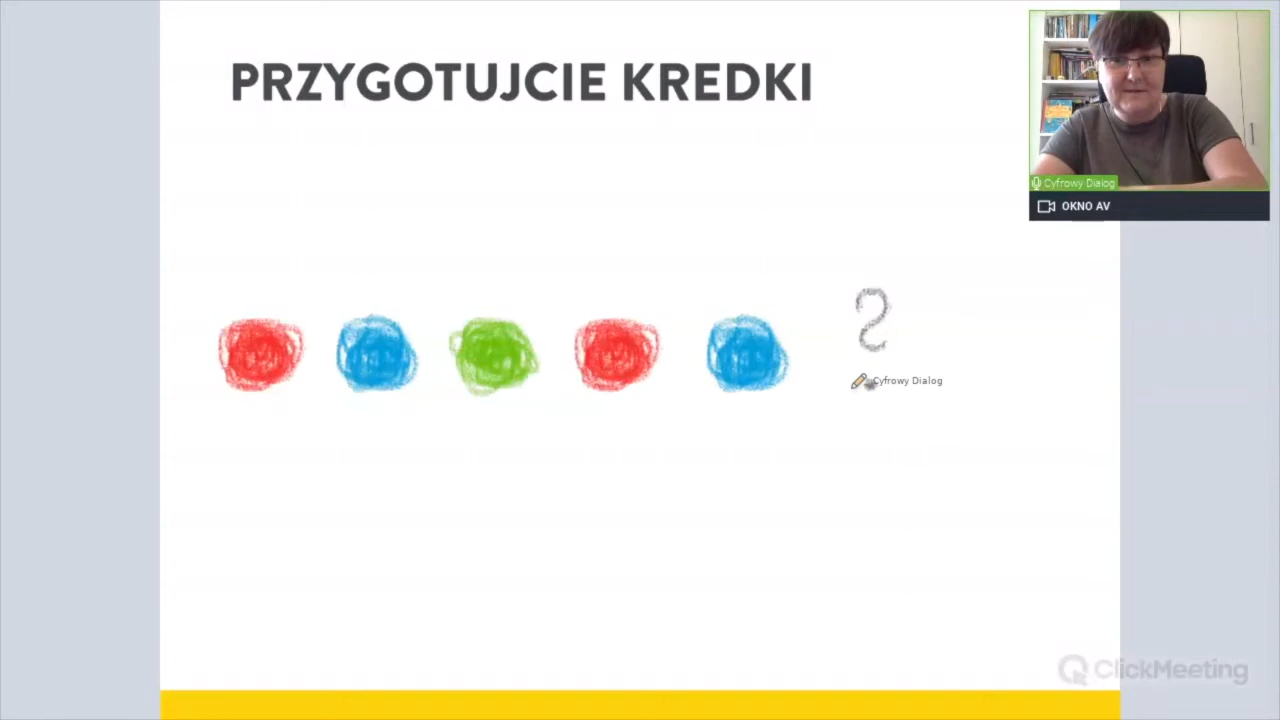 PRZYGOTUJCIE KREDKI
Cyfrowy Dialog
OKNO AV
?
Cyfrowy Dialog
ClickMeeting